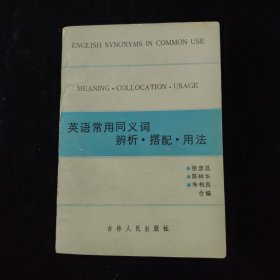 ENGLISH SYNONYMS IN COMMON USE
MEANING·COLLOCATION·USAGE
英语常用同义词
辨析·搭配·用法
●张彦昌
●陈林华
●朱柏良
合编
吉林人民出版社